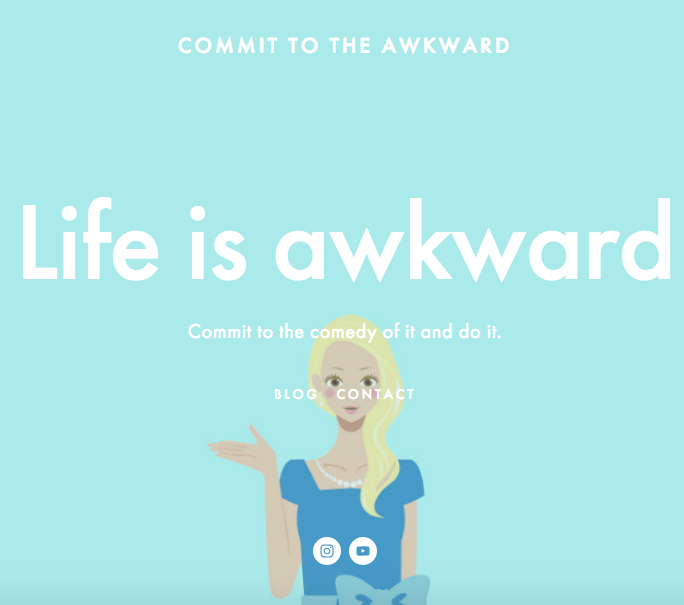 COMMIT TO THE AWKWARD
Life is awkward
Commit to the comedy of it and do it.
BLOG CONTACT